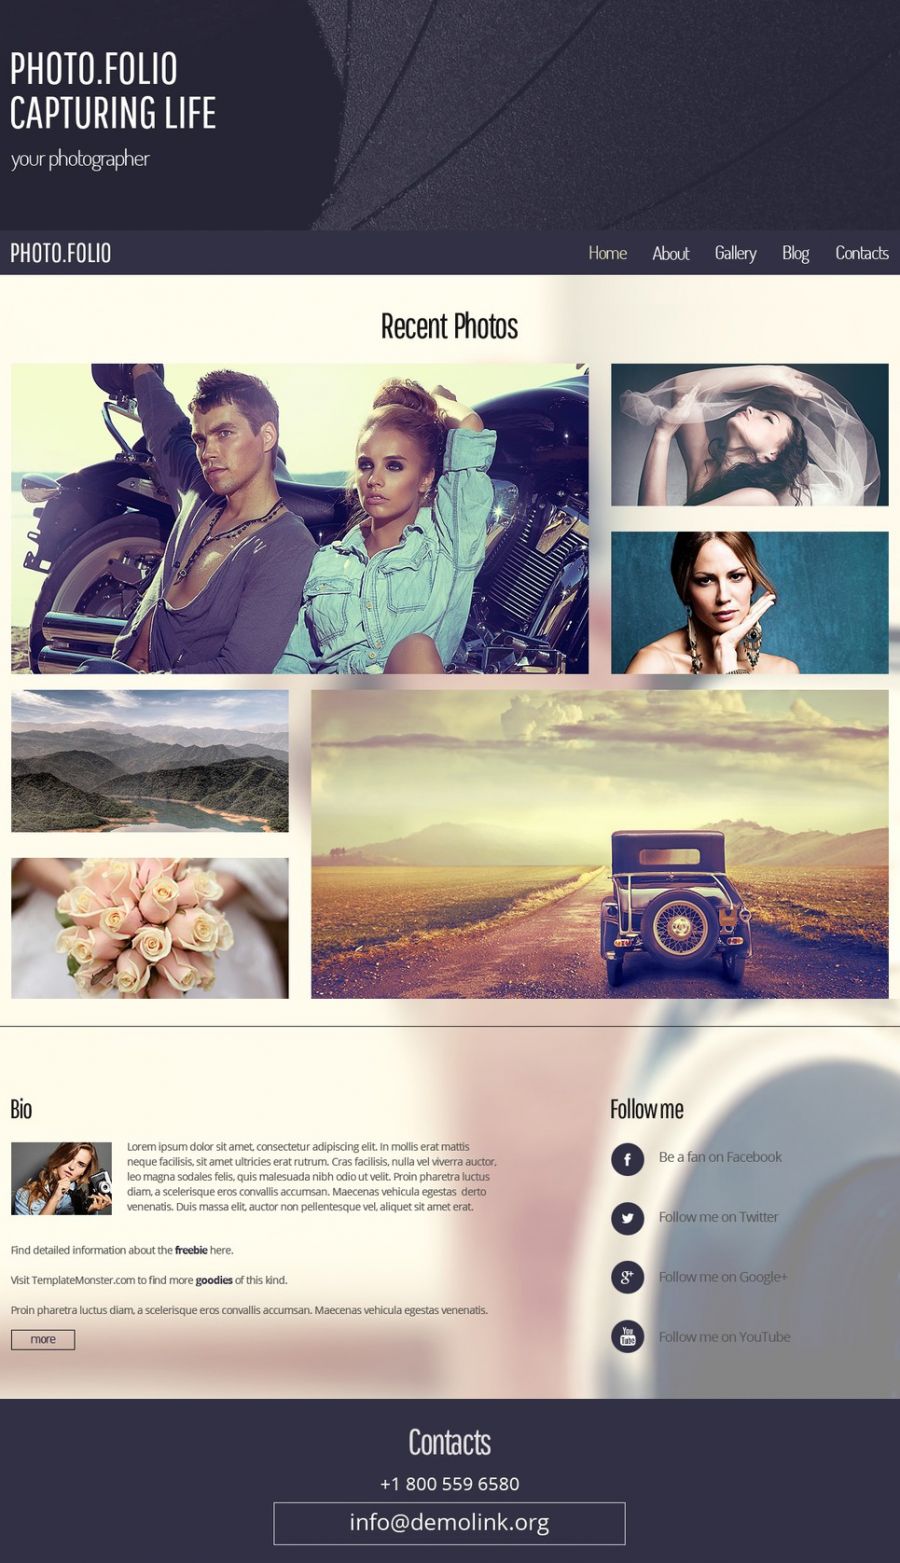 PHOTO.FOLIO
CAPTURING LIFE
your photographer
PHOTO.FOLIO
Home About Gallery Blog Contacts
Recent Photos
Bio
Lorem ipsum dolor sit amet, consectetur adipiscing elit. In mollis erat mattis
neque facilisis, sit amet ultricies erat rutrum. Cras facilisis, nulla vel viverra auctor,
leo magna sodales felis, quis malesuada nibh odio ut velit. Proin pharetra luctus
diam, a scelerisque eros convallis accumsan. Maecenas vehicula egestas derto
venenatis. Duis massa elit, auctor non pellentesque vel, aliquet sit amet erat.
Find detailed information about the freebie here.
Visit TemplateMonster.com to find more goodies of this kind.
Proin pharetra luctus diam, a scelerisque eros convallis accumsan. Maecenas vehicula egestas venenatis.
more
Follow me
f Be a fan on Facebook
Follow me on Twitter
g+ Follow me on Google+
You
Tube
Follow me on YouTube
Contacts
+1 800 559 6580
info@demolink.org